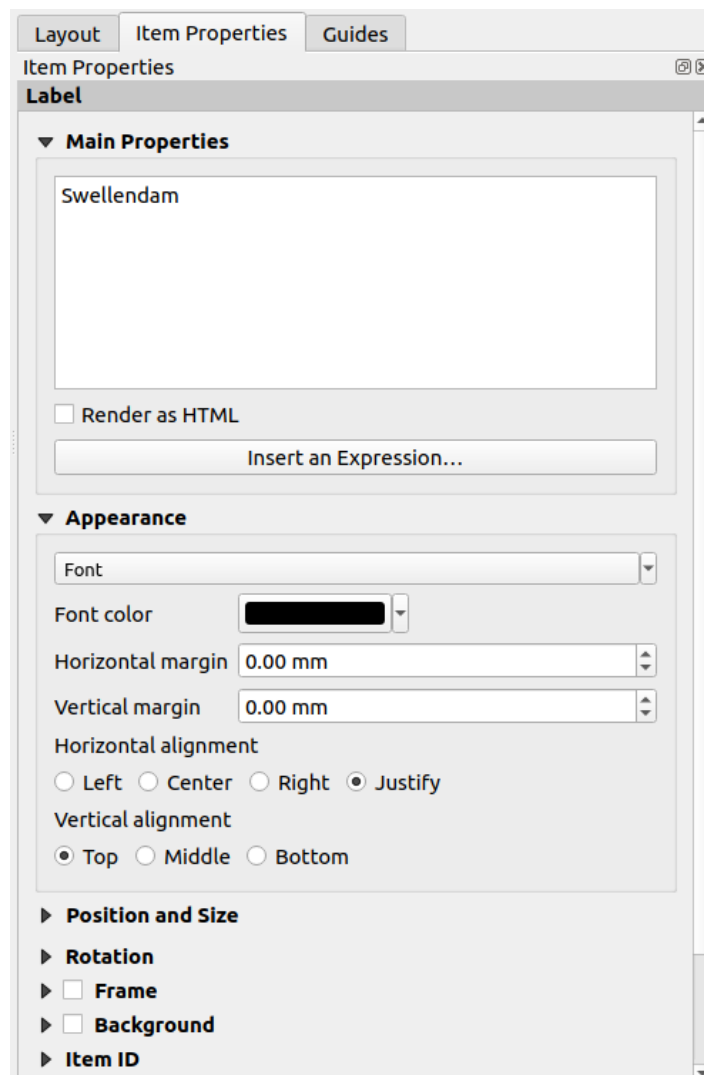 Layout Item Properties Guides
Item Properties
Label
Main Properties
Swellendam
Render as HTML
Insert an Expression...
Appearance
Font
Font color
Horizontal margin 0.00 mm
Vertical margin 0.00 mm
Horizontal alignment
Left Center Right Justify
Vertical alignment
Top Middle Bottom
Position and Size
Rotation
Frame
Background
Item ID